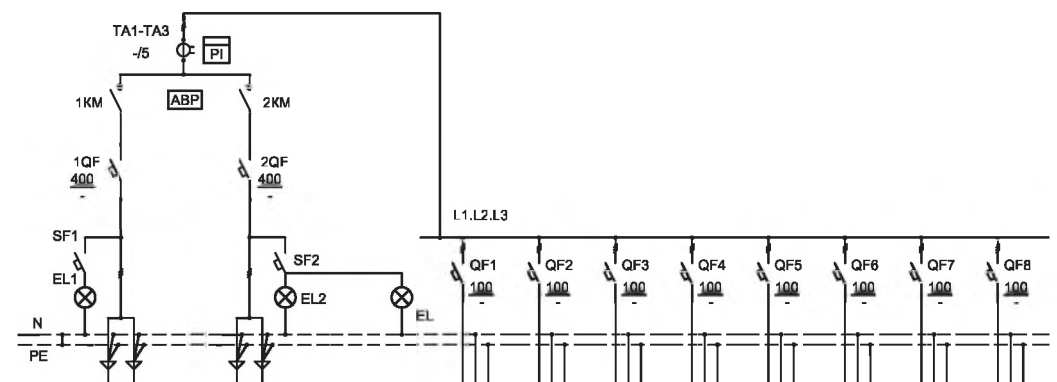 TA1-TA3
-/5
PI
1KM
АВР
2KM
1QF
400
-
2QF
400
-
L1.L2.L3
SF1
SF2
EL1
EL2
EL
QF1
100
-
QF2
100
-
QF3
100
-
QF4
100
-
QF5
100
-
QF6
100
-
QF7
100
-
QF8
100
-
N
PE